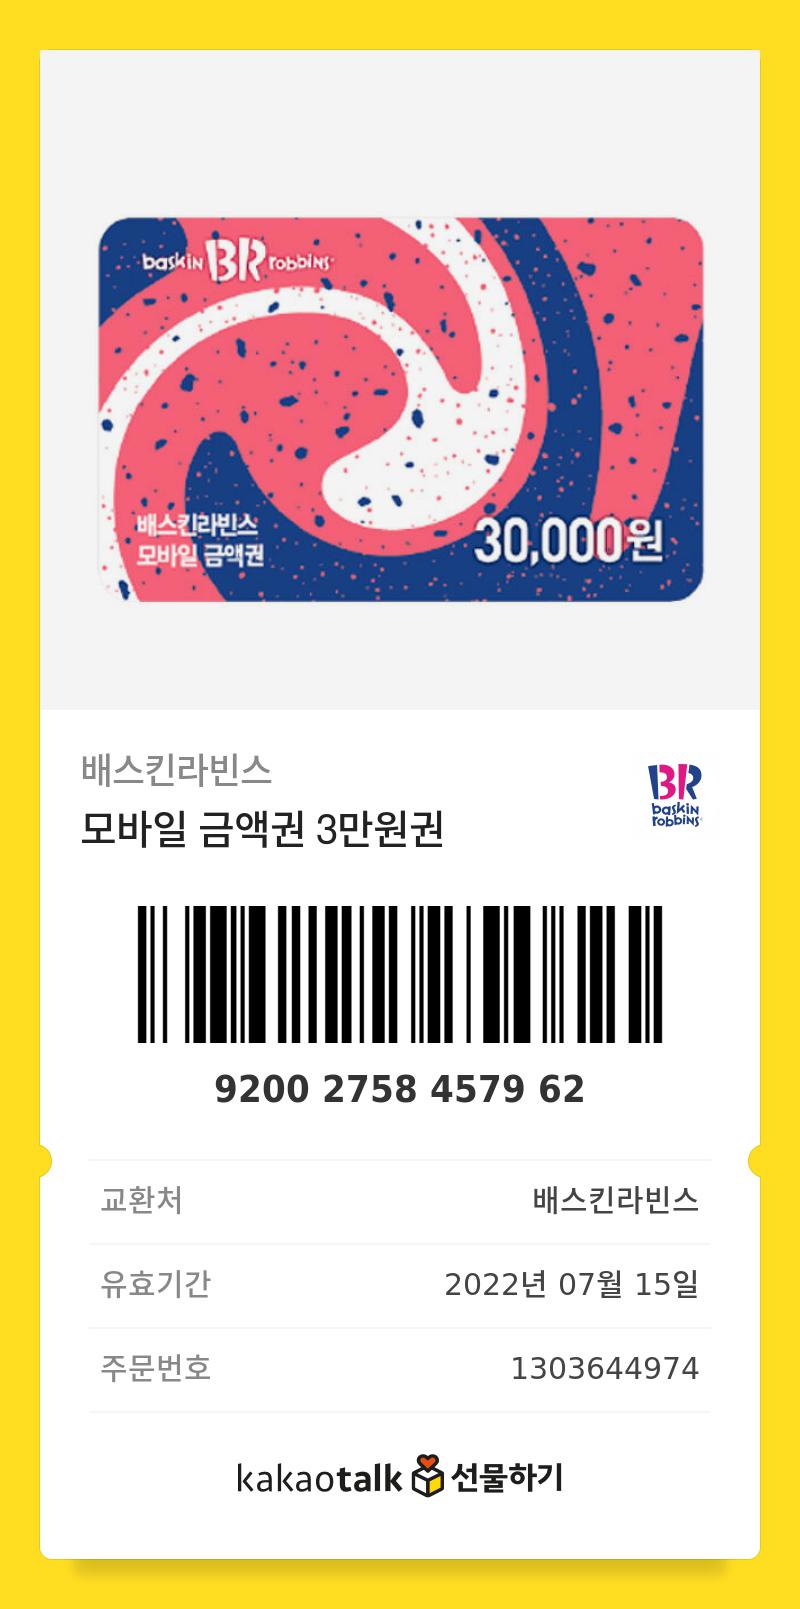 baskin BR robbins
배스킨라빈스
모바일 금액권
30,000원
배스킨라빈스
모바일 금액권 3만원권
BR
baskin
robbins
9200 2758 4579 62
교환처 배스킨라빈스
유효기간 2022년 07월 15일
주문번호 1303644974
kakaotalk 선물하기